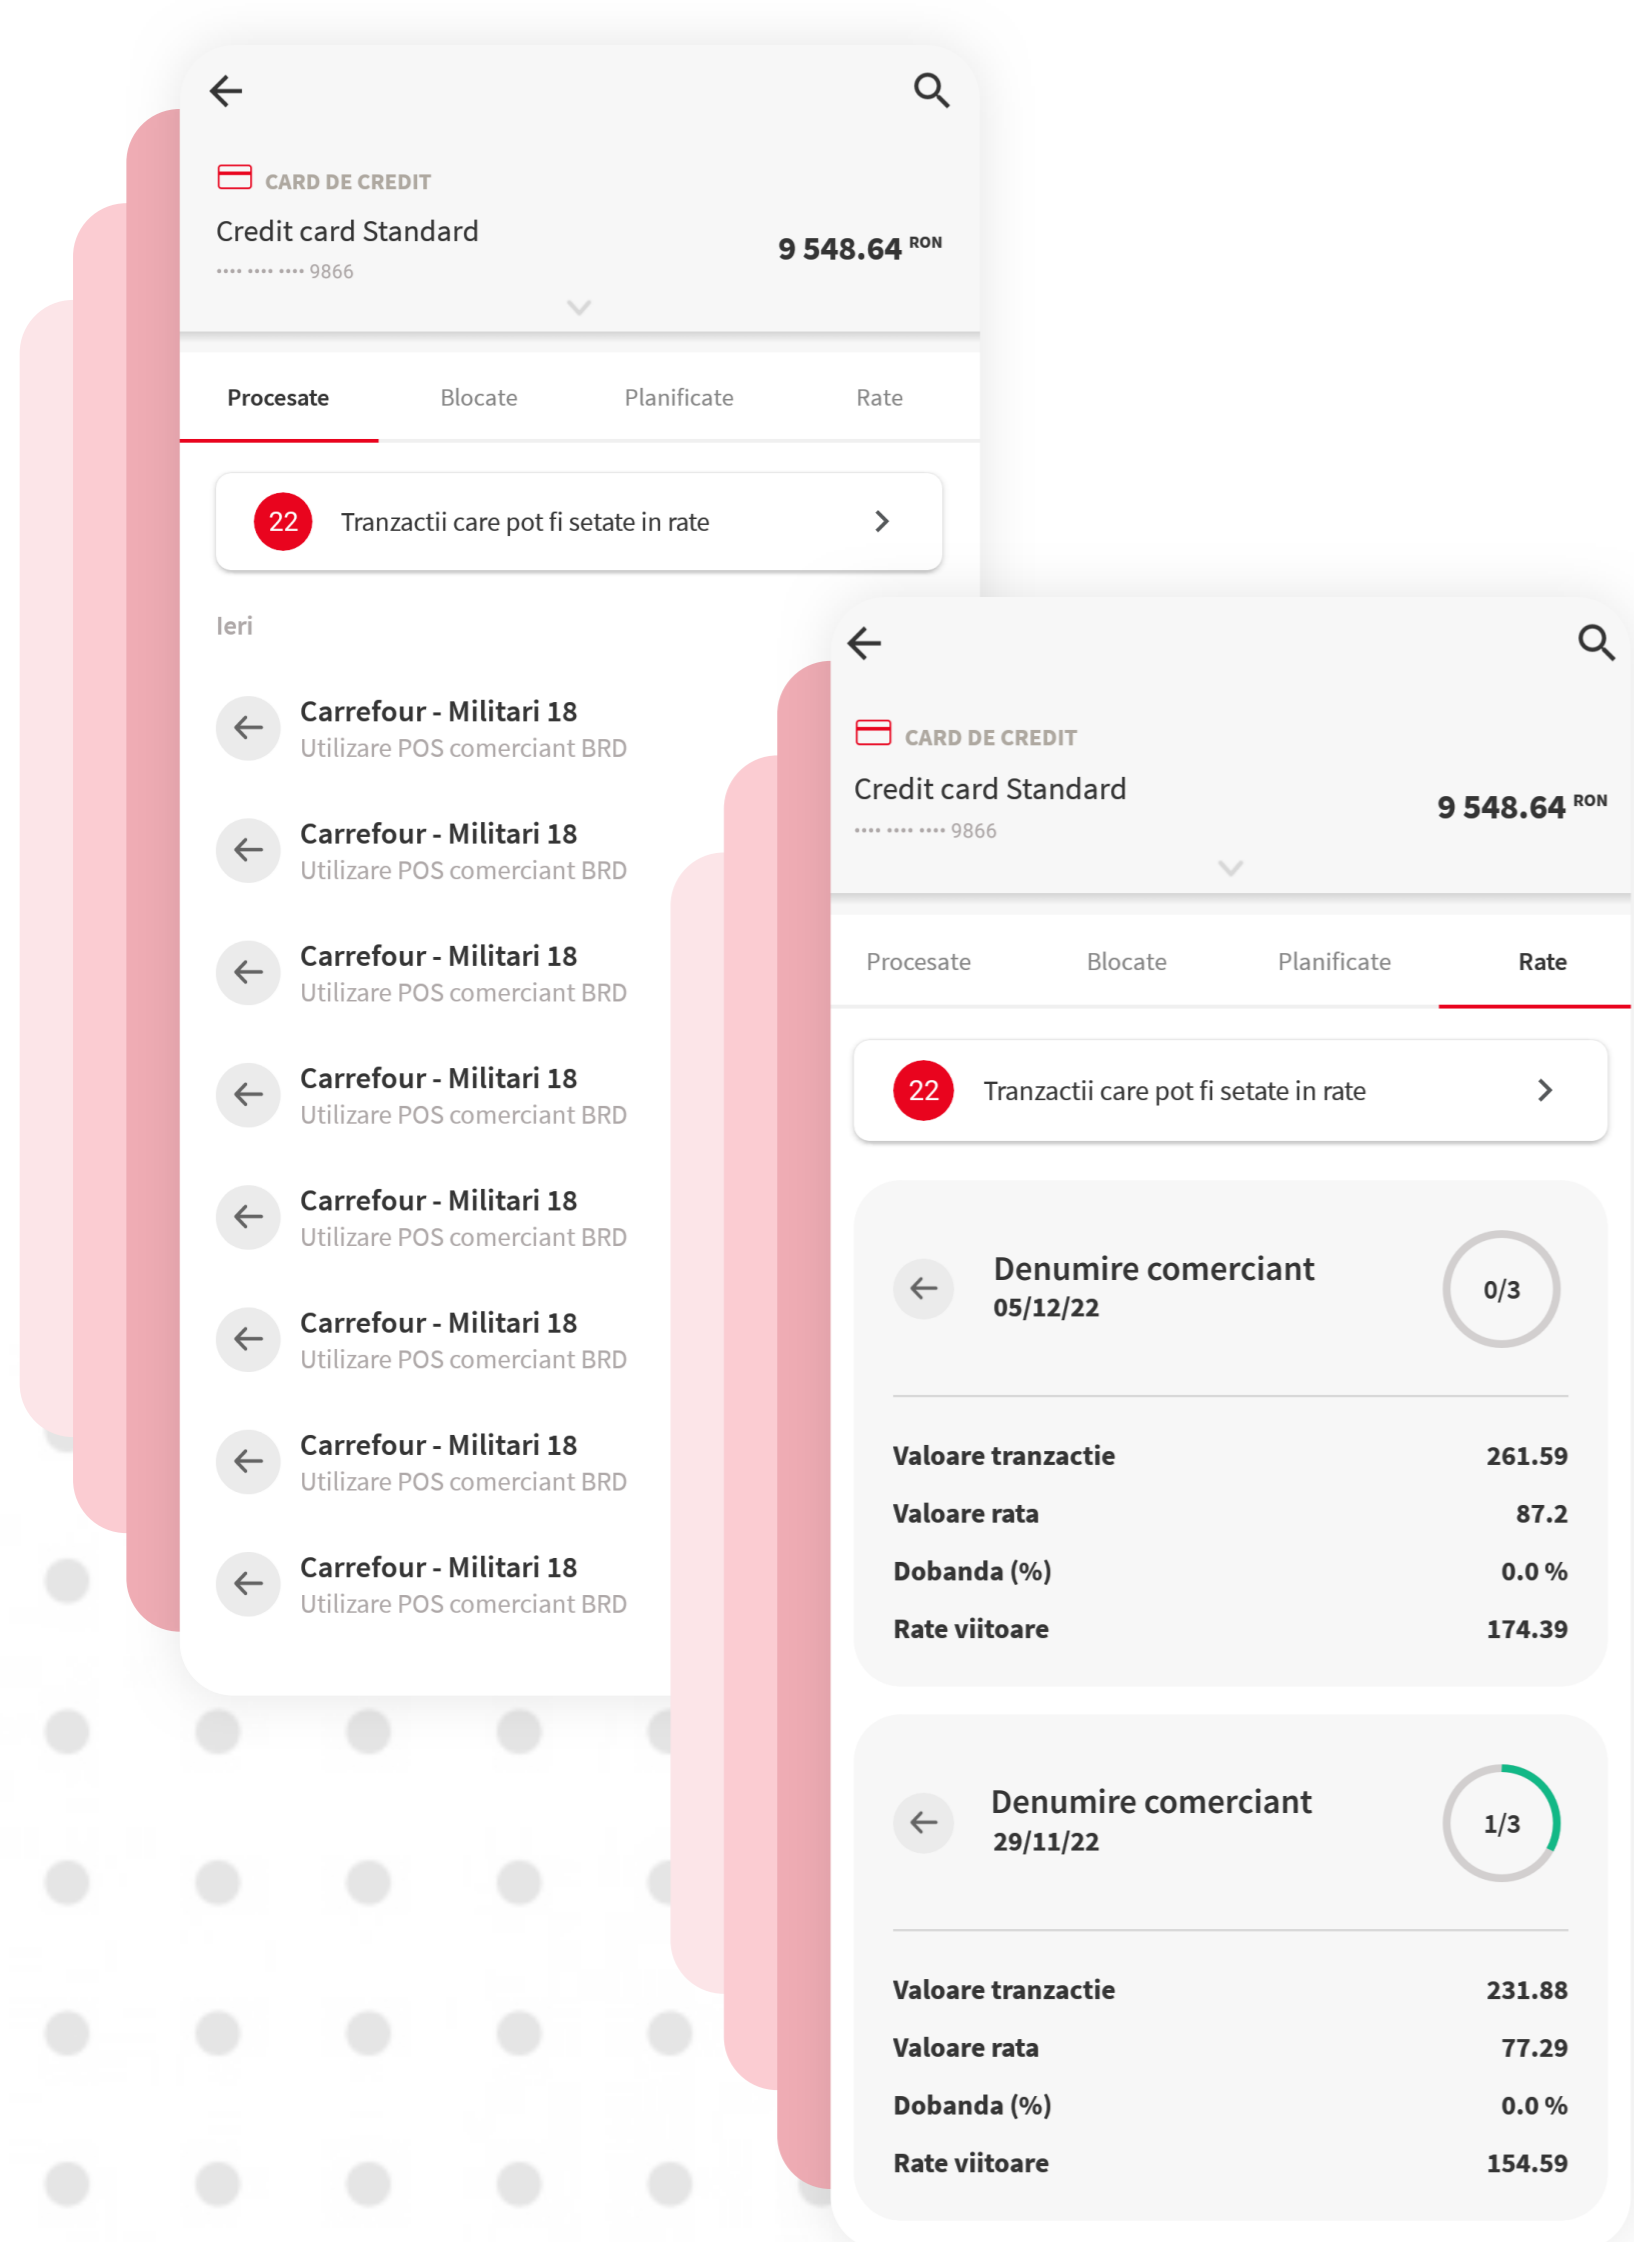 CARD DE CREDIT
Credit card Standard
9 548.64 RON
•••• •••• •••• 9866
Procesate Blocate Planificate Rate
22 Tranzactii care pot fi setate in rate
Ieri
Carrefour - Militari 18
Utilizare POS comerciant BRD
Carrefour - Militari 18
Utilizare POS comerciant BRD
Carrefour - Militari 18
Utilizare POS comerciant BRD
Carrefour - Militari 18
Utilizare POS comerciant BRD
Carrefour - Militari 18
Utilizare POS comerciant BRD
Carrefour - Militari 18
Utilizare POS comerciant BRD
Carrefour - Militari 18
Utilizare POS comerciant BRD
Carrefour - Militari 18
Utilizare POS comerciant BRD
CARD DE CREDIT
Credit card Standard
9 548.64 RON
•••• •••• •••• 9866
Procesate Blocate Planificate Rate
22 Tranzactii care pot fi setate in rate
Denumire comerciant
05/12/22
0/3
Valoare tranzactie 261.59
Valoare rata 87.2
Dobanda (%) 0.0 %
Rate viitoare 174.39
Denumire comerciant
29/11/22
1/3
Valoare tranzactie 231.88
Valoare rata 77.29
Dobanda (%) 0.0 %
Rate viitoare 154.59